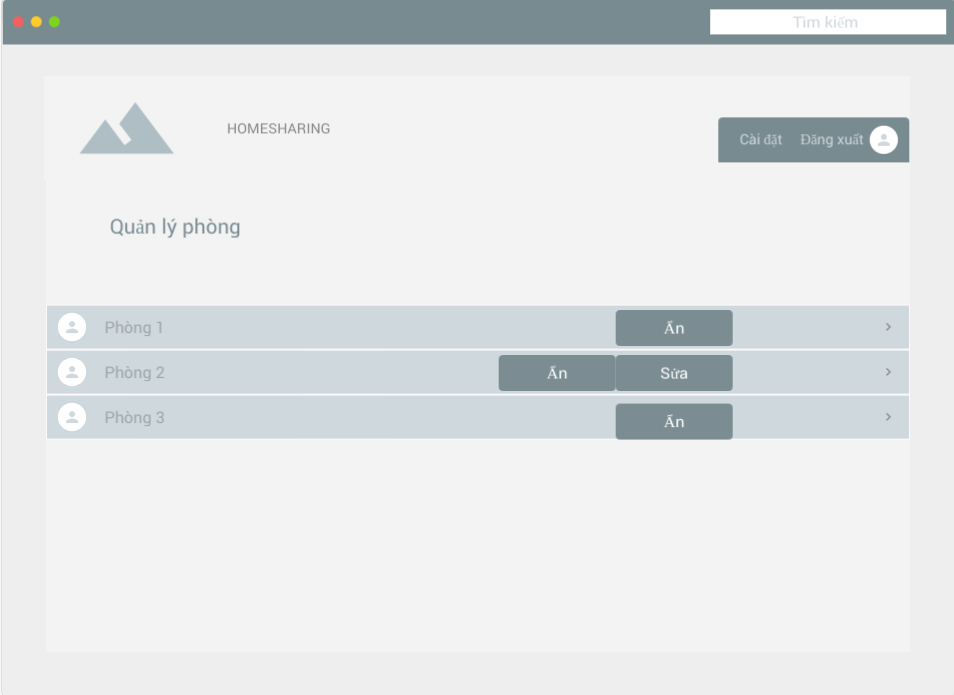 Tìm kiếm
HOMESHARING
Cài đặt Đăng xuất
Quản lý phòng
Phòng 1 Ẩn
Phòng 2 Ẩn Sửa
Phòng 3 Ẩn